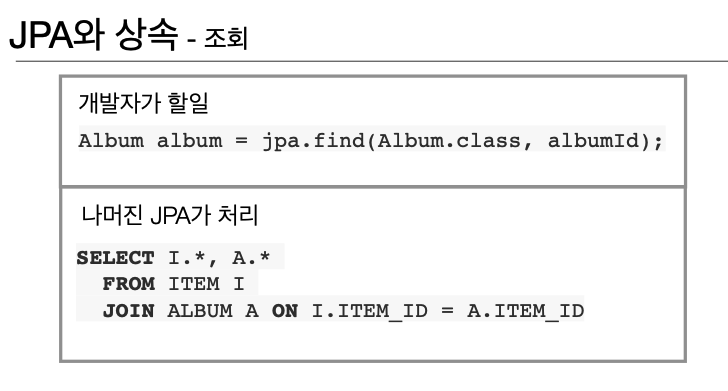 JPA와 상속 - 조회
개발자가 할일
Album album = jpa.find(Album.class, albumId);
나머진 JPA가 처리
SELECT I.*, A.*
FROM ITEM I
JOIN ALBUM A ON I.ITEM_ID = A.ITEM_ID